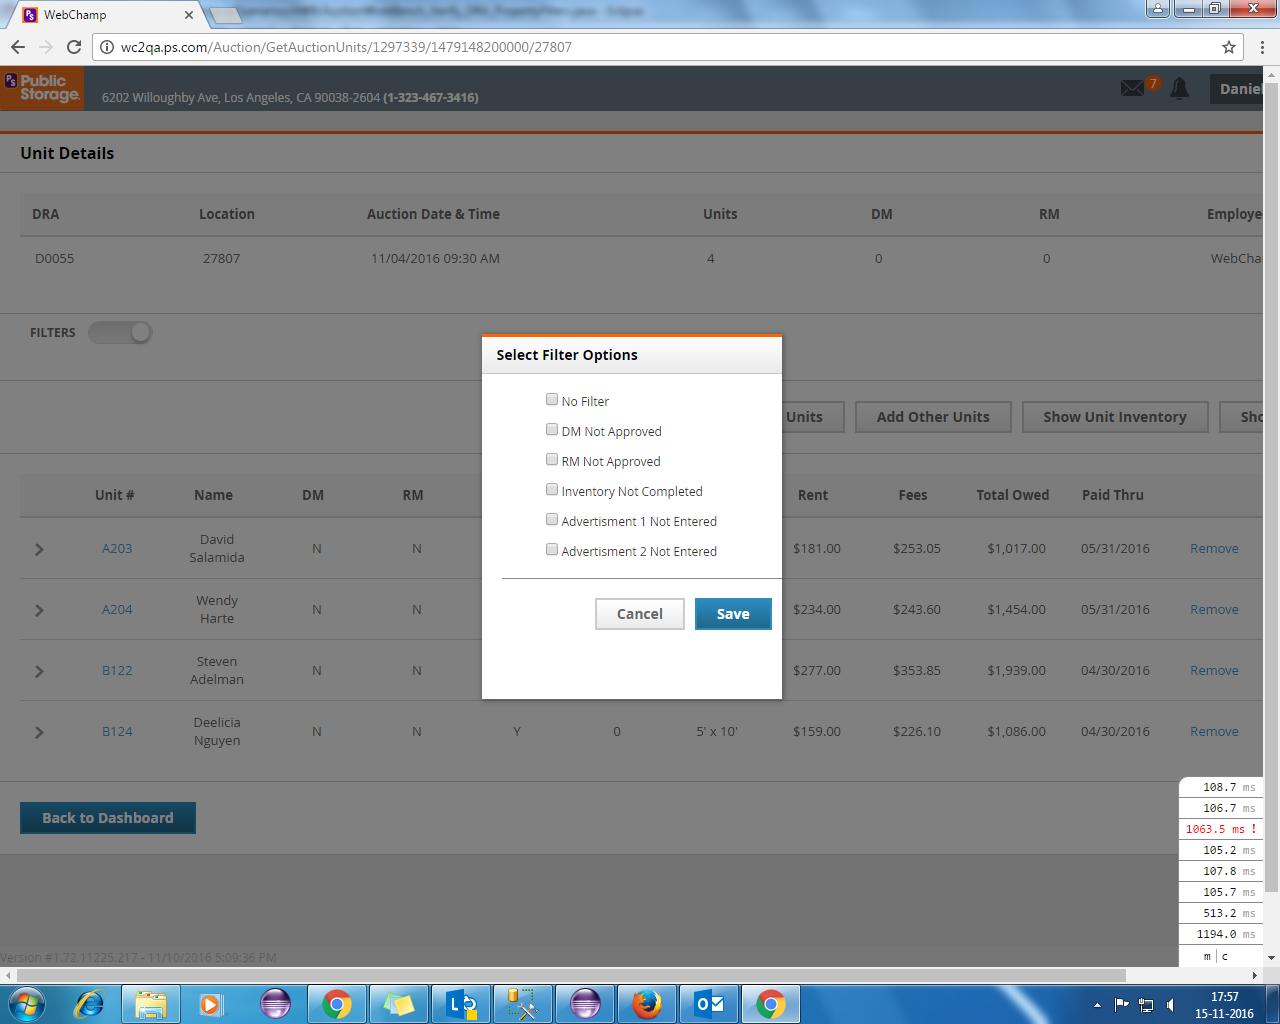 WebChamp
wc2qa.ps.com/Auction/GetAuctionUnits/1297339/1479148200000/27807
PS Public Storage.
6202 Willoughby Ave, Los Angeles, CA 90038-2604 (1-323-467-3416)
7
Daniel
Unit Details
DRA Location Auction Date & Time Units DM RM Employe
D0055 27807 11/04/2016 09:30 AM 4 0 0 WebCha
FILTERS
Select Filter Options
No Filter
DM Not Approved
RM Not Approved
Inventory Not Completed
Advertisment 1 Not Entered
Advertisment 2 Not Entered
Cancel Save
Units Add Other Units Show Unit Inventory Sho
Unit # Name DM RM Rent Fees Total Owed Paid Thru
A203 David Salamida N N $181.00 $253.05 $1,017.00 05/31/2016 Remove
A204 Wendy Harte N N $234.00 $243.60 $1,454.00 05/31/2016 Remove
B122 Steven Adelman N N $277.00 $353.85 $1,939.00 04/30/2016 Remove
B124 Deelicia Nguyen N N Y 0 5' x 10' $159.00 $226.10 $1,086.00 04/30/2016 Remove
Back to Dashboard
108.7 ms
106.7 ms
1063.5 ms !
105.2 ms
107.8 ms
105.7 ms
513.2 ms
1194.0 ms
m | c
Version #1.72.11225.217 - 11/10/2016 5:09:36 PM
17:57
15-11-2016